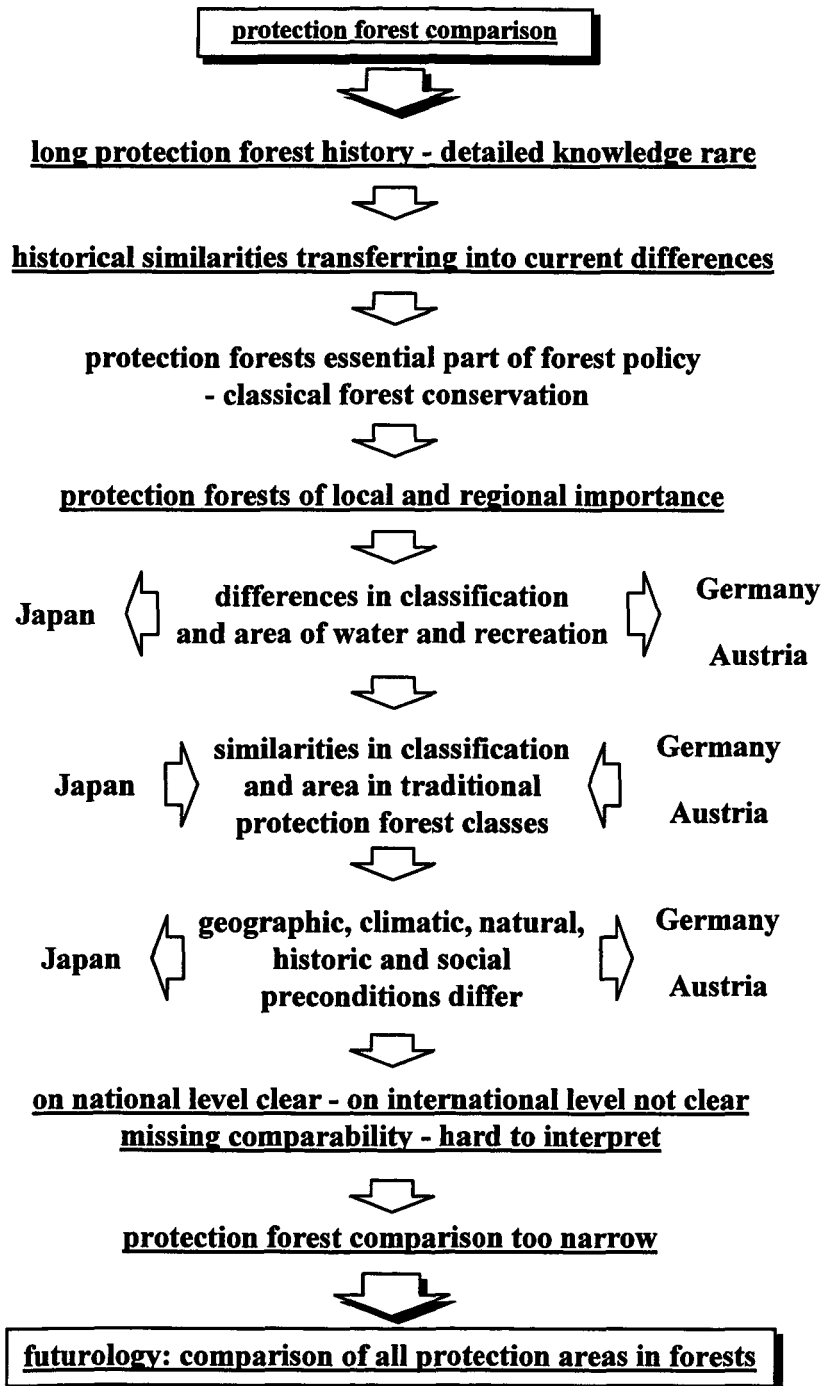 protection forest comparison
long protection forest history - detailed knowledge rare
historical similarities transferring into current differences
protection forests essential part of forest policy
- classical forest conservation
protection forests of local and regional importance
Japan
differences in classification
and area of water and recreation
Germany
Austria
Japan
similarities in classification
and area in traditional
protection forest classes
Germany
Austria
Japan
geographic, climatic, natural,
historic and social
preconditions differ
Germany
Austria
on national level clear - on international level not clear
missing comparability - hard to interpret
protection forest comparison too narrow
futurology: comparison of all protection areas in forests